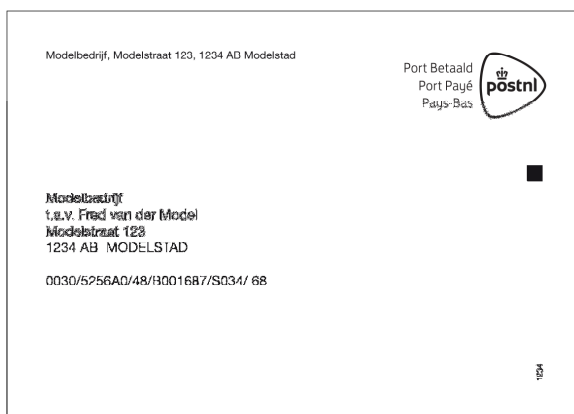 Modelbedrijf, Modelstraat 123, 1234 AB Modelstad
Port Betaald
Port Payé
Pays-Bas
postnl
Modelbedrijf
t.a.v. Fred van der Model
Modelstraat 123
1234 AB MODELSTAD
0030/5256A0/48/B001687/S034/ 68
1234